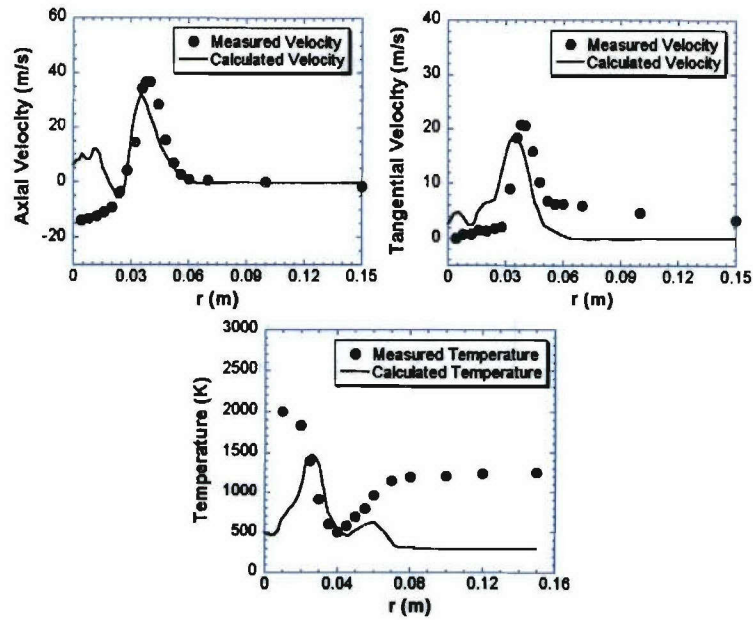 Axial Velocity (m/s)
60
40
20
0
-20
Measured Velocity
Calculated Velocity
0 0.03 0.06 0.09 0.12 0.15
r (m)
Tangential Velocity (m/s)
40
30
20
10
0
Measured Velocity
Calculated Velocity
0 0.03 0.06 0.09 0.12 0.15
r (m)
Temperature (K)
3000
2500
2000
1500
1000
500
0
Measured Temperature
Calculated Temperature
0 0.04 0.08 0.12 0.16
r (m)